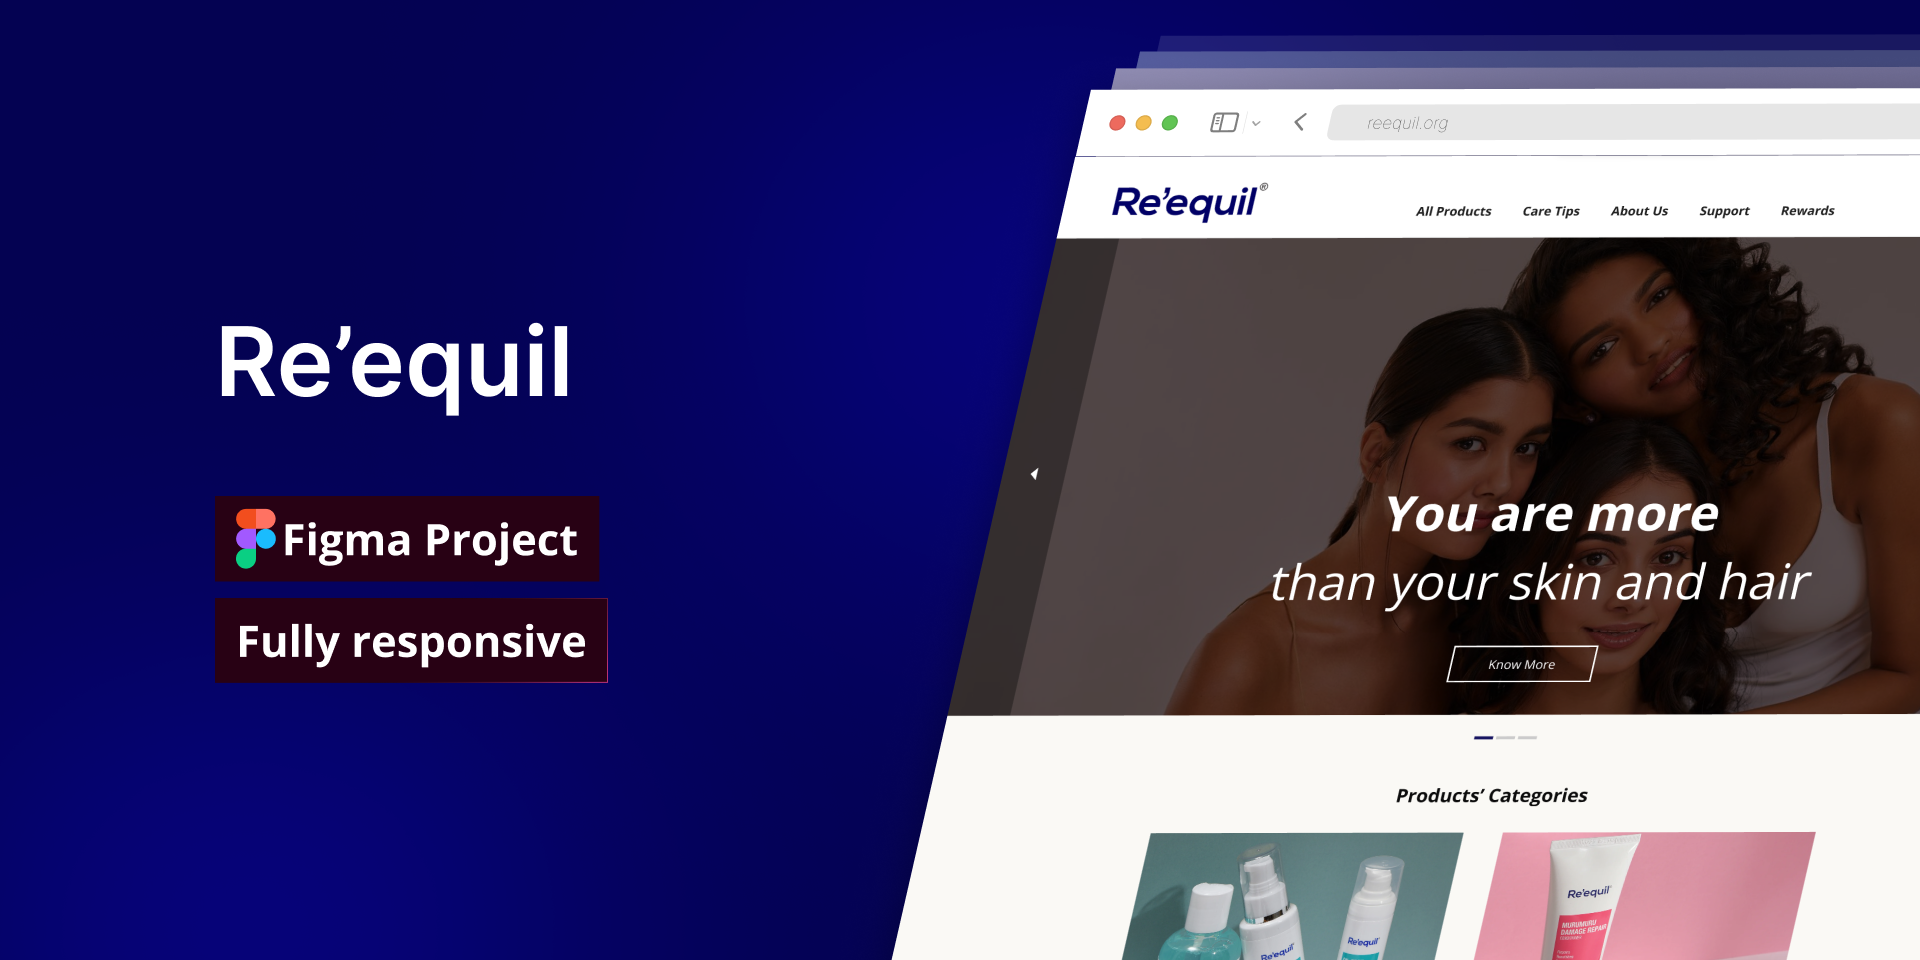 Re’equil
Figma Project
Fully responsive
reequil.org
Re’equil®
All Products Care Tips About Us Support Rewards
You are more
than your skin and hair
Know More
Products’ Categories
Re’equil
Re’equil
Re’equil
MURUMURU
DAMAGE REPAIR